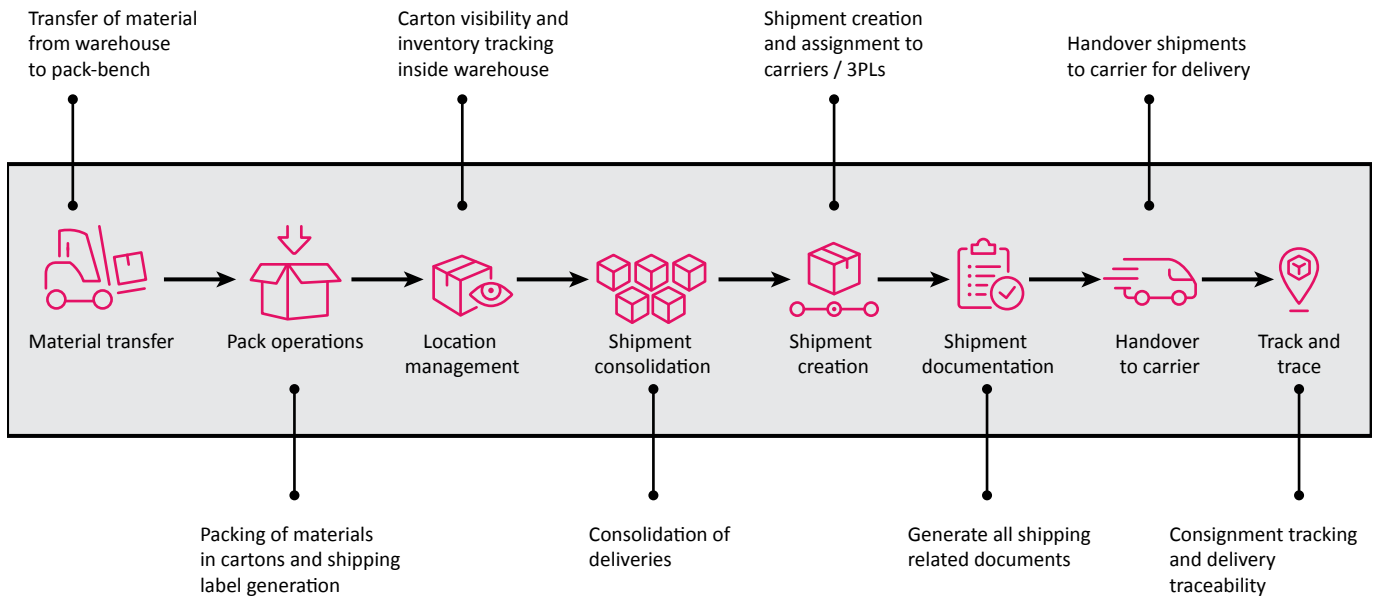 Transfer of material
from warehouse
to pack-bench
Carton visibility and
inventory tracking
inside warehouse
Shipment creation
and assignment to
carriers / 3PLs
Handover shipments
to carrier for delivery
Material transfer
Pack operations
Location
management
Shipment
consolidation
Shipment
creation
Shipment
documentation
Handover
to carrier
Track and
trace
Packing of materials
in cartons and shipping
label generation
Consolidation of
deliveries
Generate all shipping
related documents
Consignment tracking
and delivery
traceability